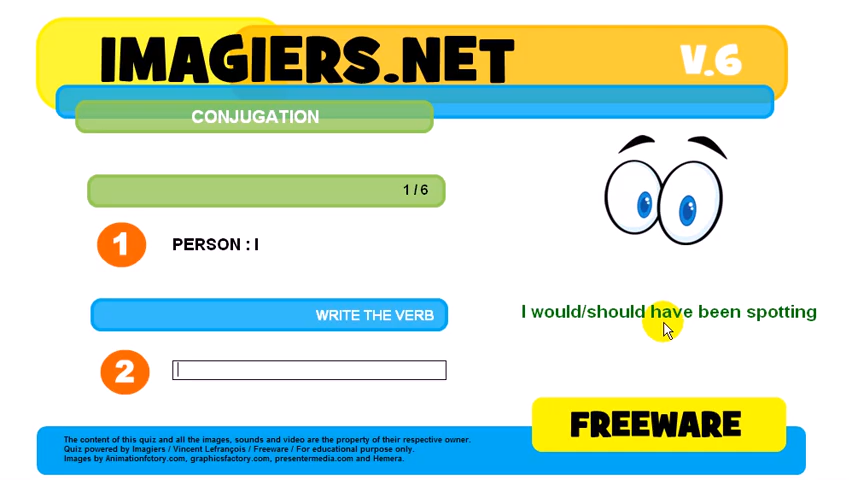 IMAGIERS.NET
V.6
CONJUGATION
1 / 6
1
PERSON : I
WRITE THE VERB
I would/should have been spotting
2
FREEWARE
The content of this quiz and all the images, sounds and video are the property of their respective owner.
Quiz powered by Imagiers / Vincent Lefrançois / Freeware / For educational purpose only.
Images by Animationfctory.com, graphicsfactory.com, presentermedia.com and Hemera.